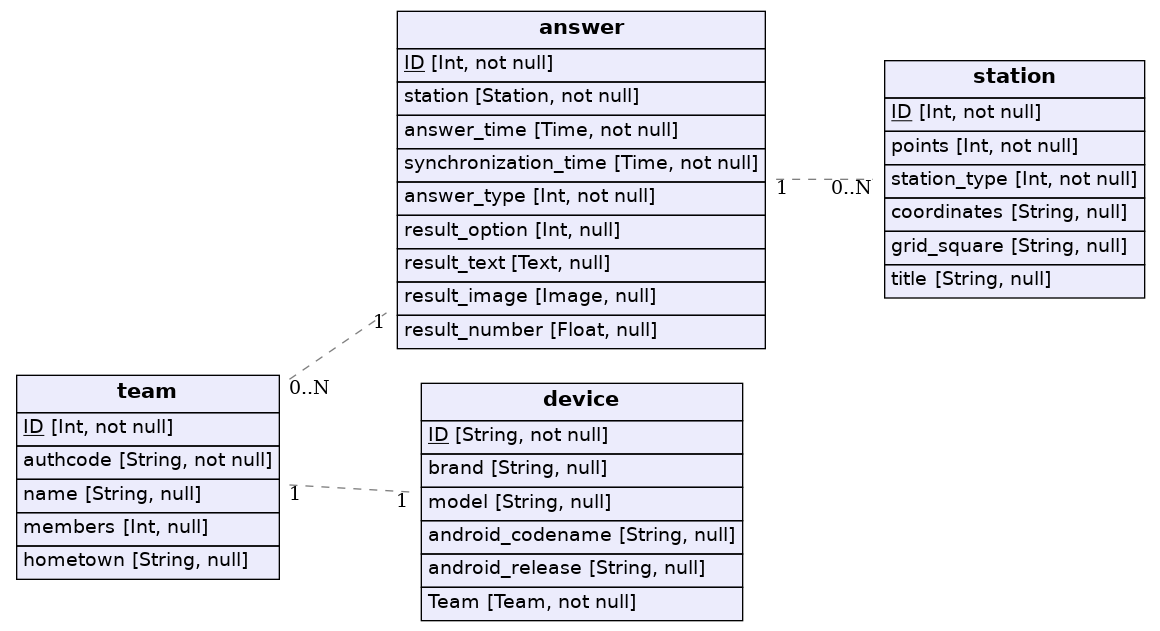 answer
ID [Int, not null]
station [Station, not null]
answer_time [Time, not null]
synchronization_time [Time, not null]
answer_type [Int, not null]
result_option [Int, null]
result_text [Text, null]
result_image [Image, null]
result_number [Float, null]
station
ID [Int, not null]
points [Int, not null]
station_type [Int, not null]
coordinates [String, null]
grid_square [String, null]
title [String, null]
1
0..N
1
0..N
team
ID [Int, not null]
authcode [String, not null]
name [String, null]
members [Int, null]
hometown [String, null]
1
1
device
ID [String, not null]
brand [String, null]
model [String, null]
android_codename [String, null]
android_release [String, null]
Team [Team, not null]